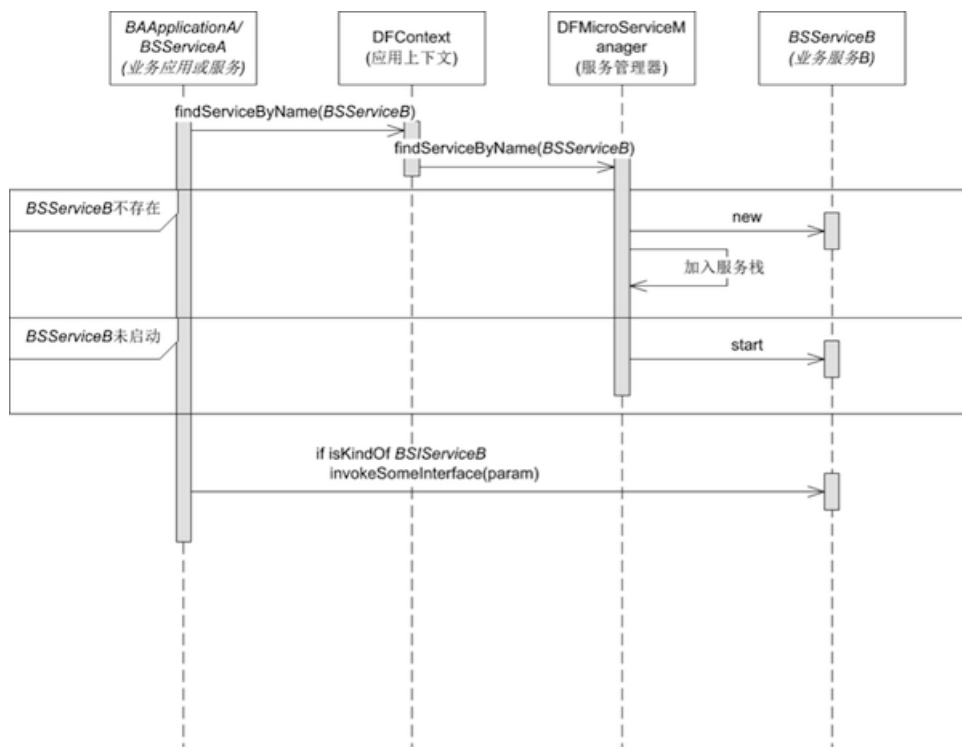 BAApplicationA/
BSServiceA
(业务应用或服务)
DFContext
(应用上下文)
DFMicroServiceM
anager
(服务管理器)
BSServiceB
(业务服务B)
findServiceByName(BSServiceB)
findServiceByName(BSServiceB)
BSServiceB不存在
new
加入服务栈
BSServiceB未启动
start
if isKindOf BSIServiceB
invokeSomeInterface(param)